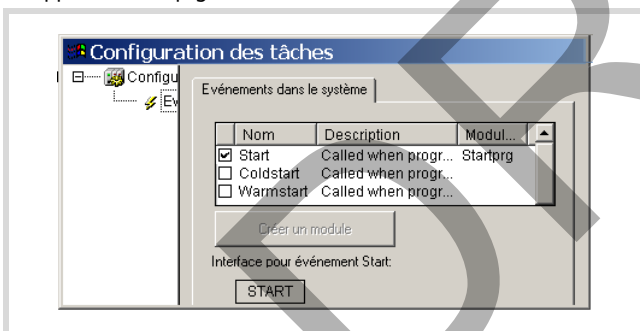 Configuration des tâches
Configu
Evénements dans le système
Nom Description Modul...
Start Called when progr... Startprg
Coldstart Called when progr...
Warmstart Called when progr...
Créer un module
Interface pour événement Start:
START